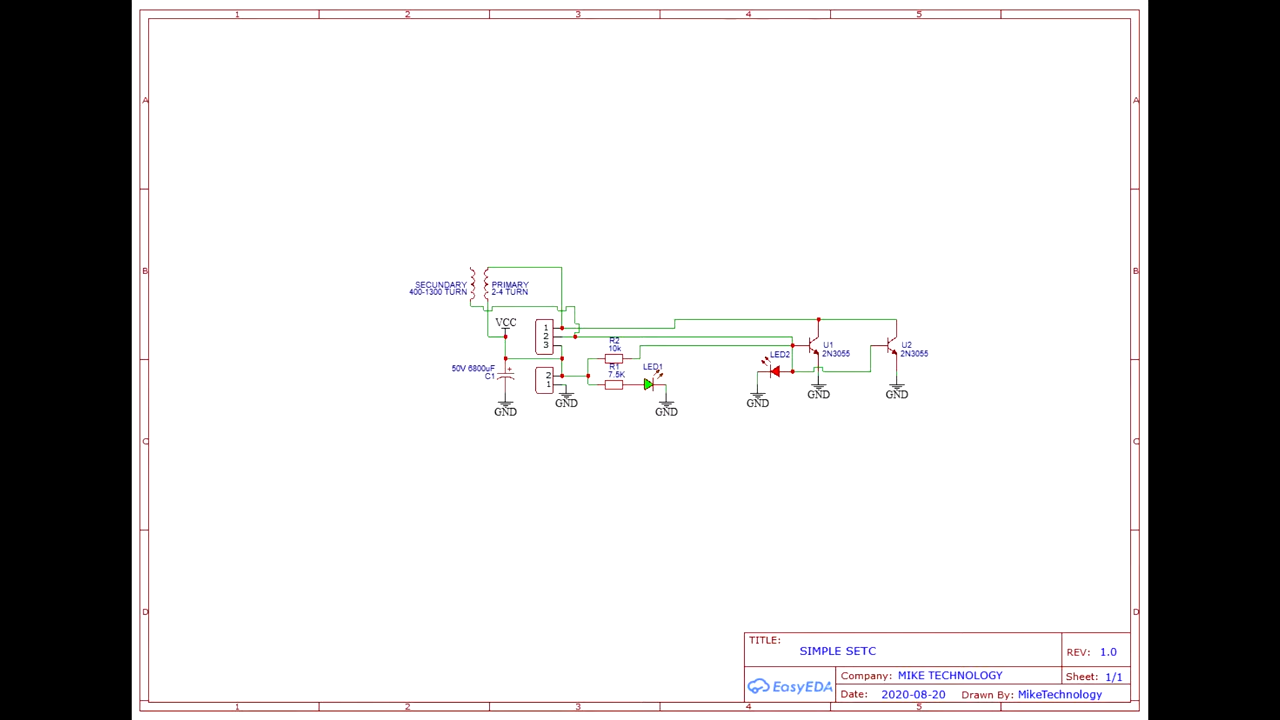 1 2 3 4 5
A A
B B
SECUNDARY PRIMARY
400-1300 TURN 2-4 TURN
VCC
1
2
3
R2
10k
U1
2N3055
U2
2N3055
LED2
50V 6800uF
C1
+
R1
7.5K
LED1
2
1
GND GND GND GND GND GND
C C
D D
TITLE:
SIMPLE SETC
REV: 1.0
EasyEDA
Company: MIKE TECHNOLOGY
Sheet: 1/1
Date: 2020-08-20 Drawn By: MikeTechnology
1 2 3 4 5